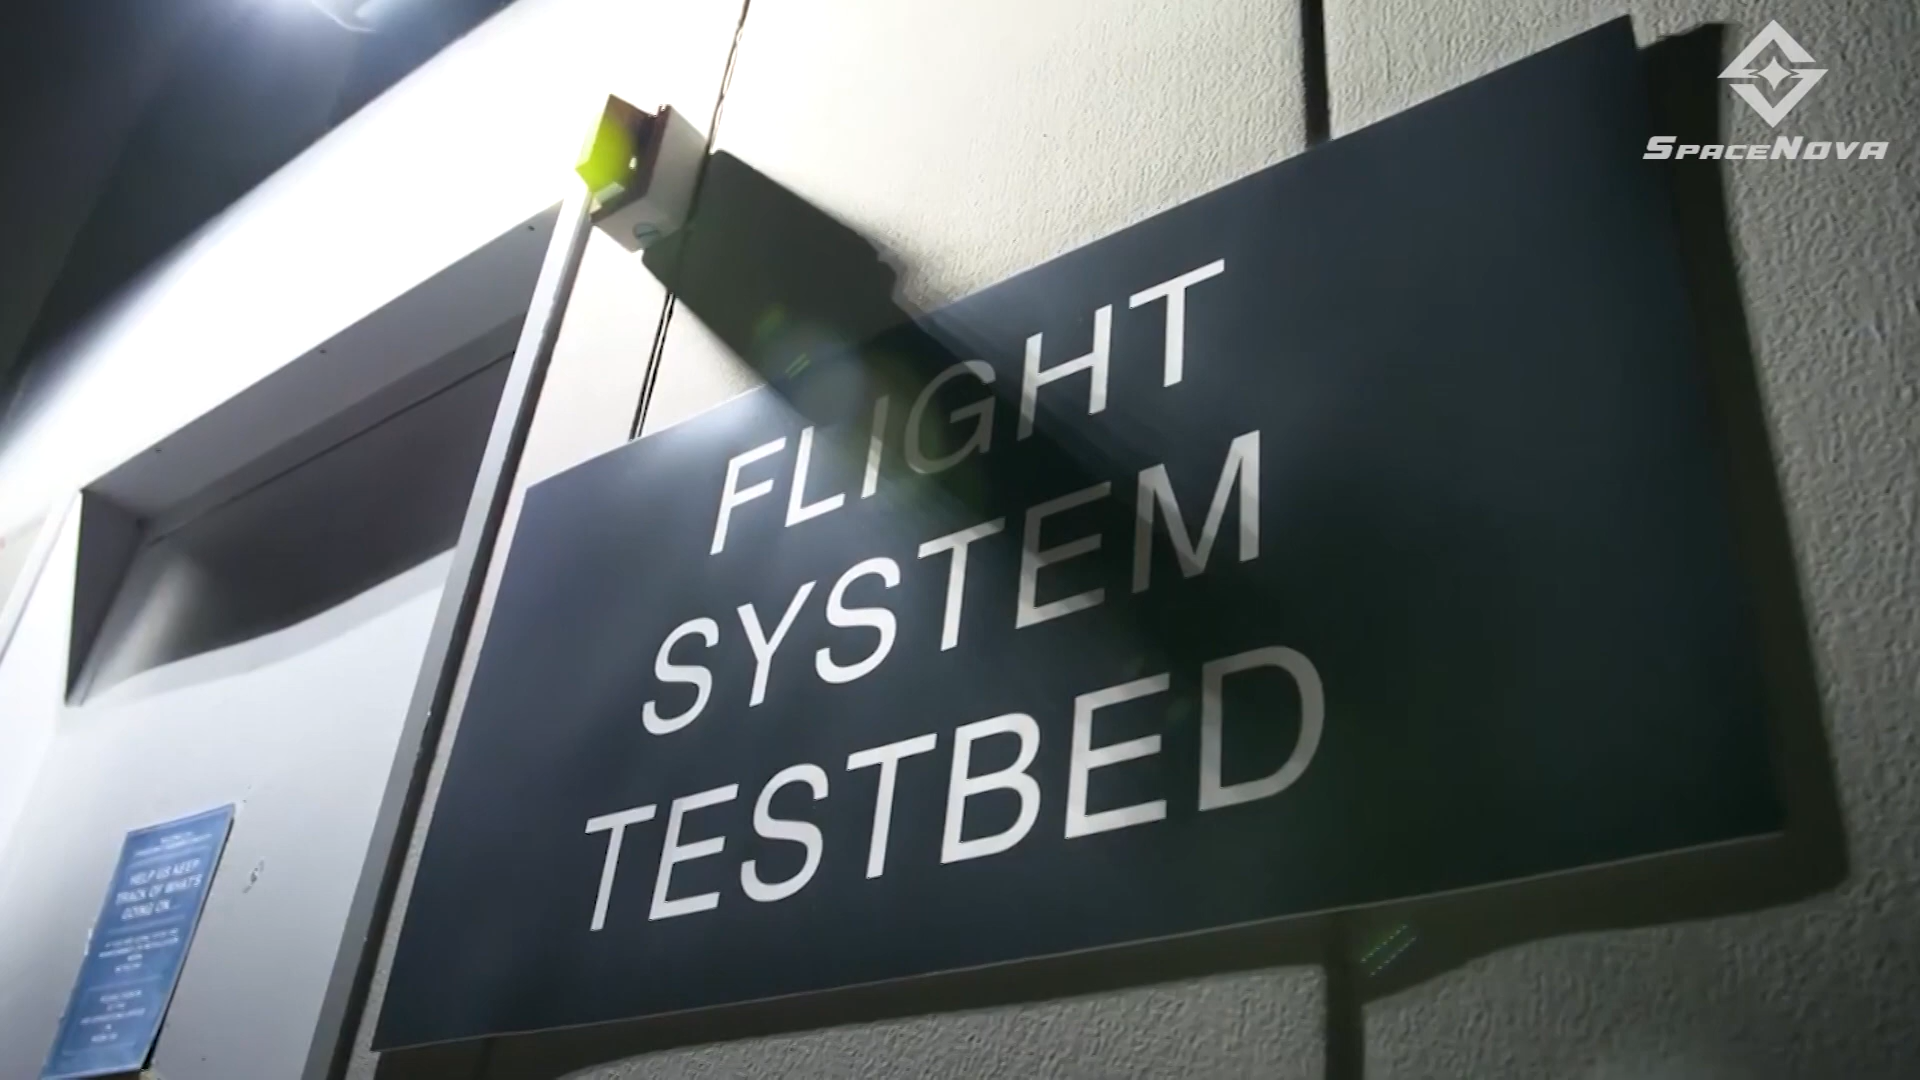 SPACENOVA
FLIGHT
SYSTEM
TESTBED
HELP US KEEP
TRACK OF WHAT'S
GOING ON